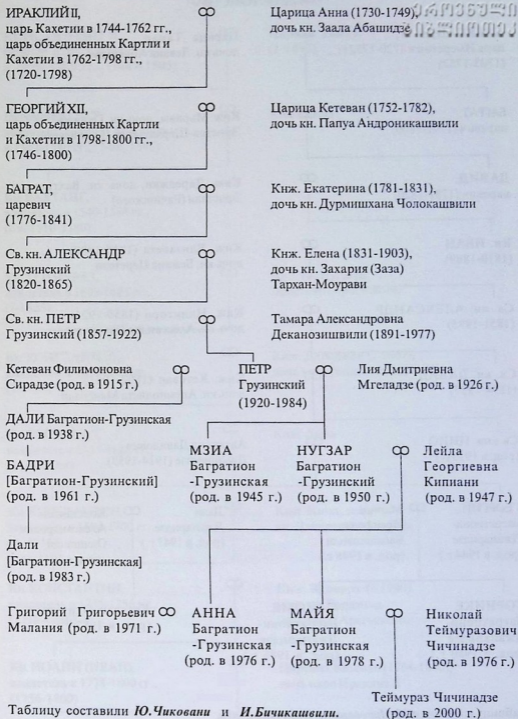 ИРАКЛИЙ II,
царь Кахетии в 1744-1762 гг.,
царь объединенных Картли и
Кахетии в 1762-1798 гг.,
(1720-1798)
Царица Анна (1730-1749),
дочь кн. Заала Абашидзе
ГЕОРГИЙ XII,
царь объединенных Картли
и Кахетии в 1798-1800 гг.,
(1746-1800)
Царица Кетеван (1752-1782),
дочь кн. Папуа Андроникашвили
БАГРАТ,
царевич
(1776-1841)
Кнж. Екатерина (1781-1831),
дочь кн. Дурмишхана Чолокашвили
Св. кн. АЛЕКСАНДР
Грузинский
(1820-1865)
Кнж. Елена (1831-1903),
дочь кн. Захария (Заза)
Тархан-Моурави
Св. кн. ПЕТР
Грузинский (1857-1922)
Тамара Александровна
Деканозишвили (1891-1977)
Кетеван Филимоновна
Сирадзе (род. в 1915 г.)
ПЕТР
Грузинский
(1920-1984)
Лия Дмитриевна
Мгеладзе (род. в 1926 г.)
ДАЛИ Багратион-Грузинская
(род. в 1938 г.)
БАДРИ
[Багратион-Грузинский]
(род. в 1961 г.)
МЗИА
Багратион
-Грузинская
(род. в 1945 г.)
НУГЗАР
Багратион
-Грузинский
(род. в 1950 г.)
Лейла
Георгиевна
Кипиани
(род. в 1947 г.)
Дали
[Багратион-Грузинская]
(род. в 1983 г.)
Григорий Григорьевич
Малания (род. в 1971 г.)
АННА
Багратион
-Грузинская
(род. в 1976 г.)
МАЙЯ
Багратион
-Грузинская
(род. в 1978 г.)
Николай
Теймуразович
Чичинадзе
(род. в 1976 г.)
Теймураз Чичинадзе
(род. в 2000 г.)
Таблицу составили Ю.Чиковани и И.Бичикашвили.